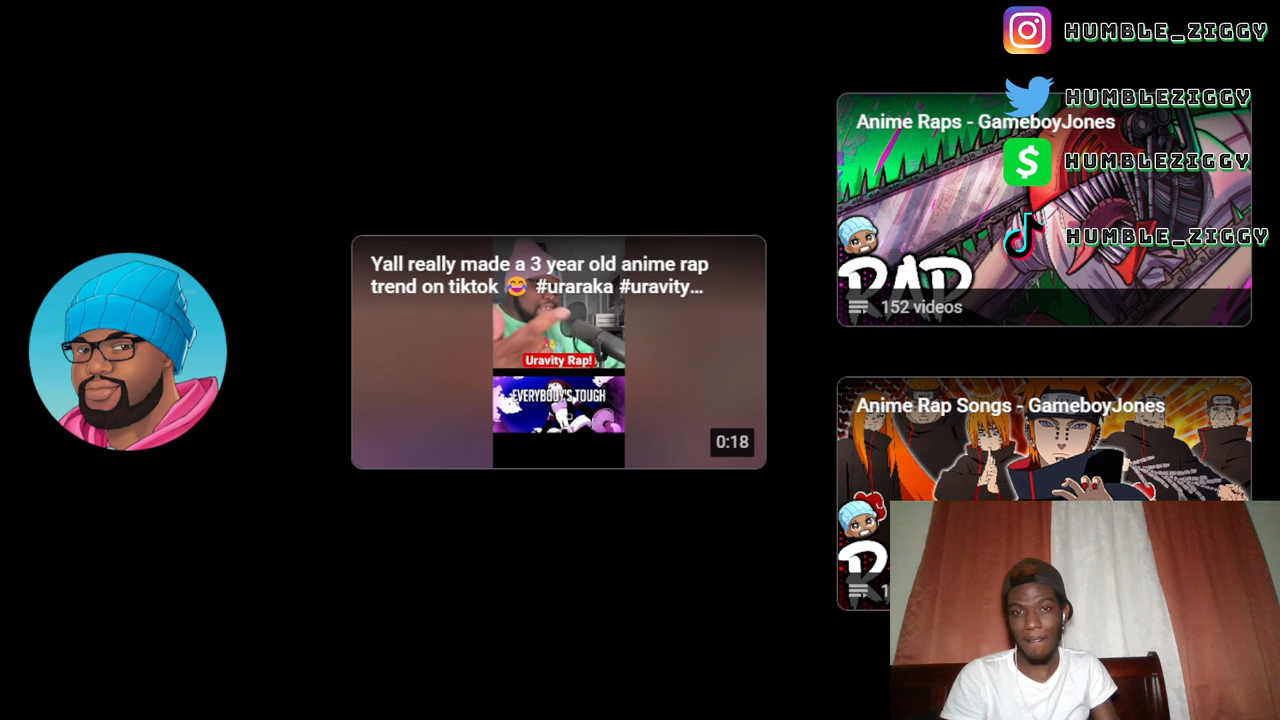 HUMBLE_ZIGGY
HUMBLEZIGGY
Anime Raps - GameboyJones
$
HUMBLEZIGGY
HUMBLE_ZIGGY
RAP
152 videos
Yall really made a 3 year old anime rap
trend on tiktok 😂 #uraraka #uravity…
Uravity Rap!
EVERYBODY'S TOUGH
0:18
Anime Rap Songs - GameboyJones